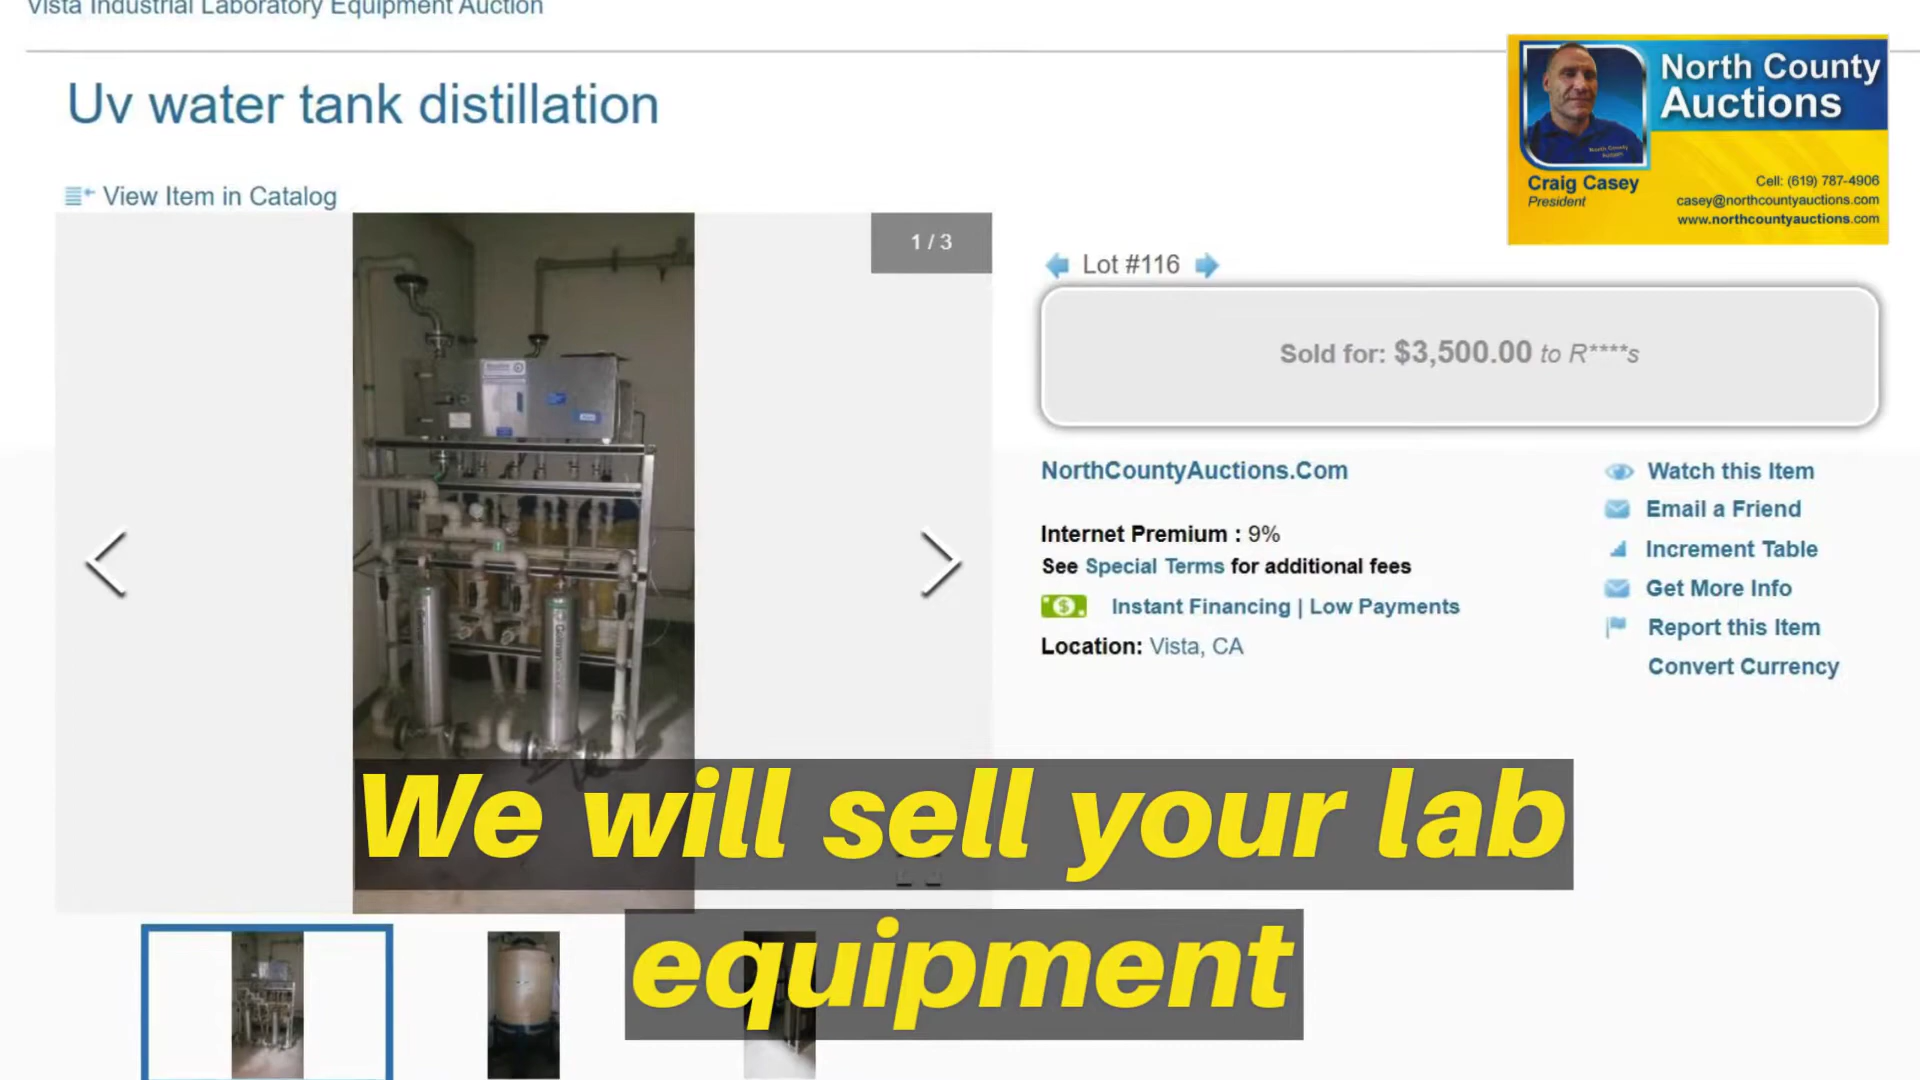 Vista Industrial Laboratory Equipment Auction
Uv water tank distillation
View Item in Catalog
1 / 3
North County
Auctions
Craig Casey
President
Cell: (619) 787-4906
casey@northcountyauctions.com
www.northcountyauctions.com
Lot #116
Sold for: $3,500.00 to R****s
NorthCountyAuctions.Com
Internet Premium : 9%
See Special Terms for additional fees
Instant Financing | Low Payments
Location: Vista, CA
Watch this Item
Email a Friend
Increment Table
Get More Info
Report this Item
Convert Currency
We will sell your lab
equipment